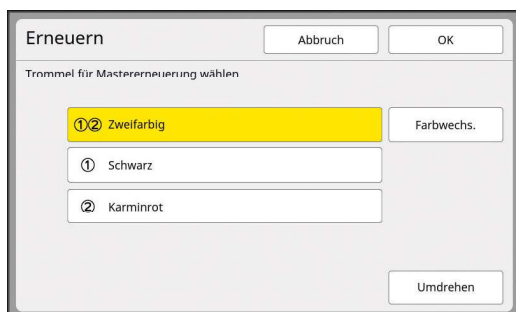 Erneuern
Abbruch
OK
Trommel für Mastererneuerung wählen
①② Zweifarbig
Farbwechs.
① Schwarz
② Karminrot
Umdrehen